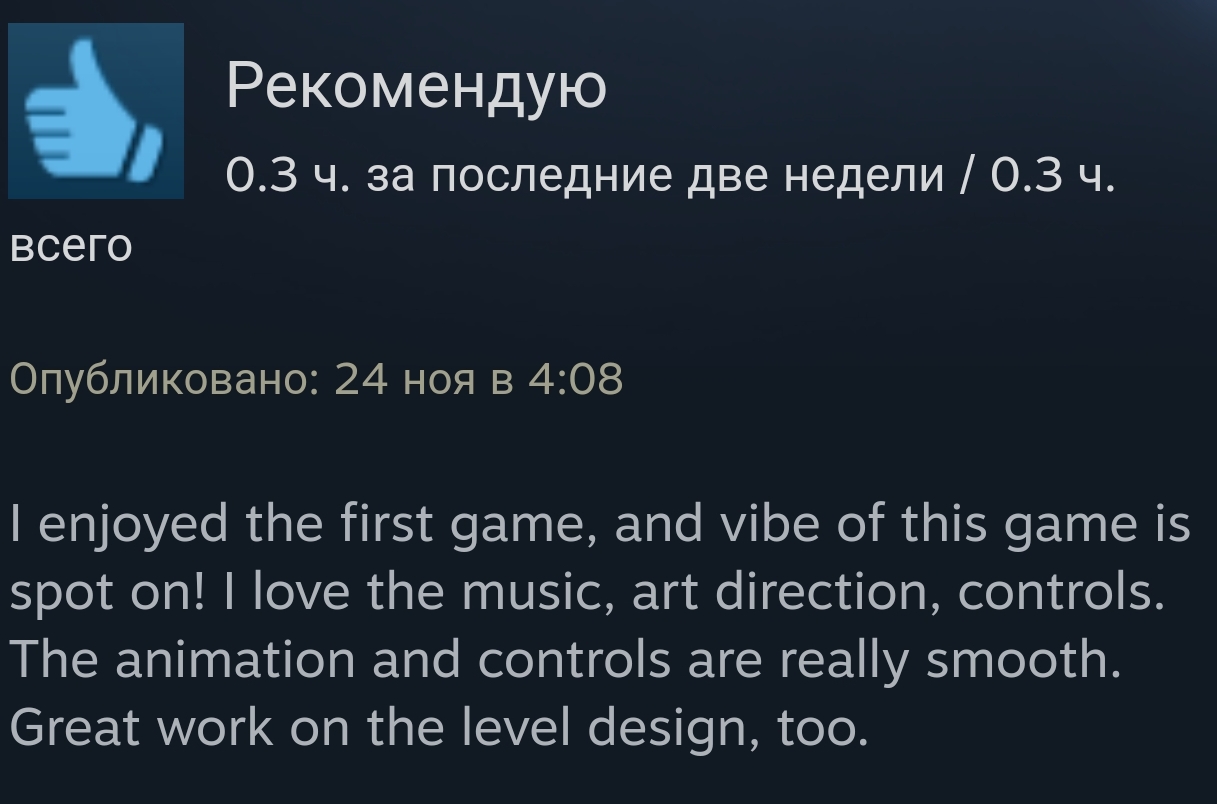 Рекомендую
0.3 ч. за последние две недели / 0.3 ч.
всего
Опубликовано: 24 ноя в 4:08
I enjoyed the first game, and vibe of this game is
spot on! I love the music, art direction, controls.
The animation and controls are really smooth.
Great work on the level design, too.